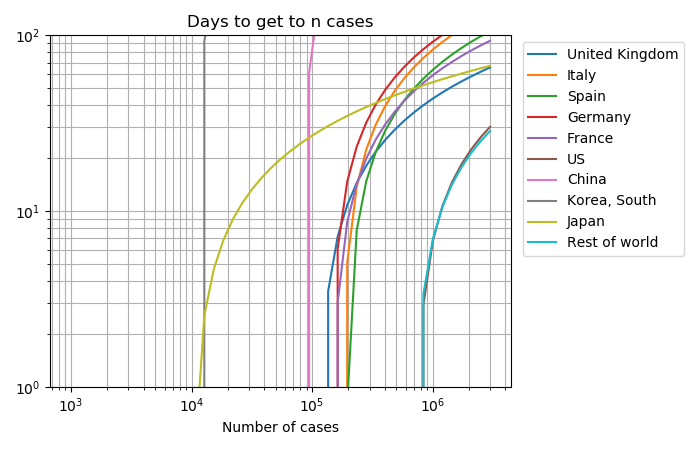 Days to get to n cases
10²
10¹
10⁰
10³
10⁴
10⁵
10⁶
Number of cases
United Kingdom
Italy
Spain
Germany
France
US
China
Korea, South
Japan
Rest of world